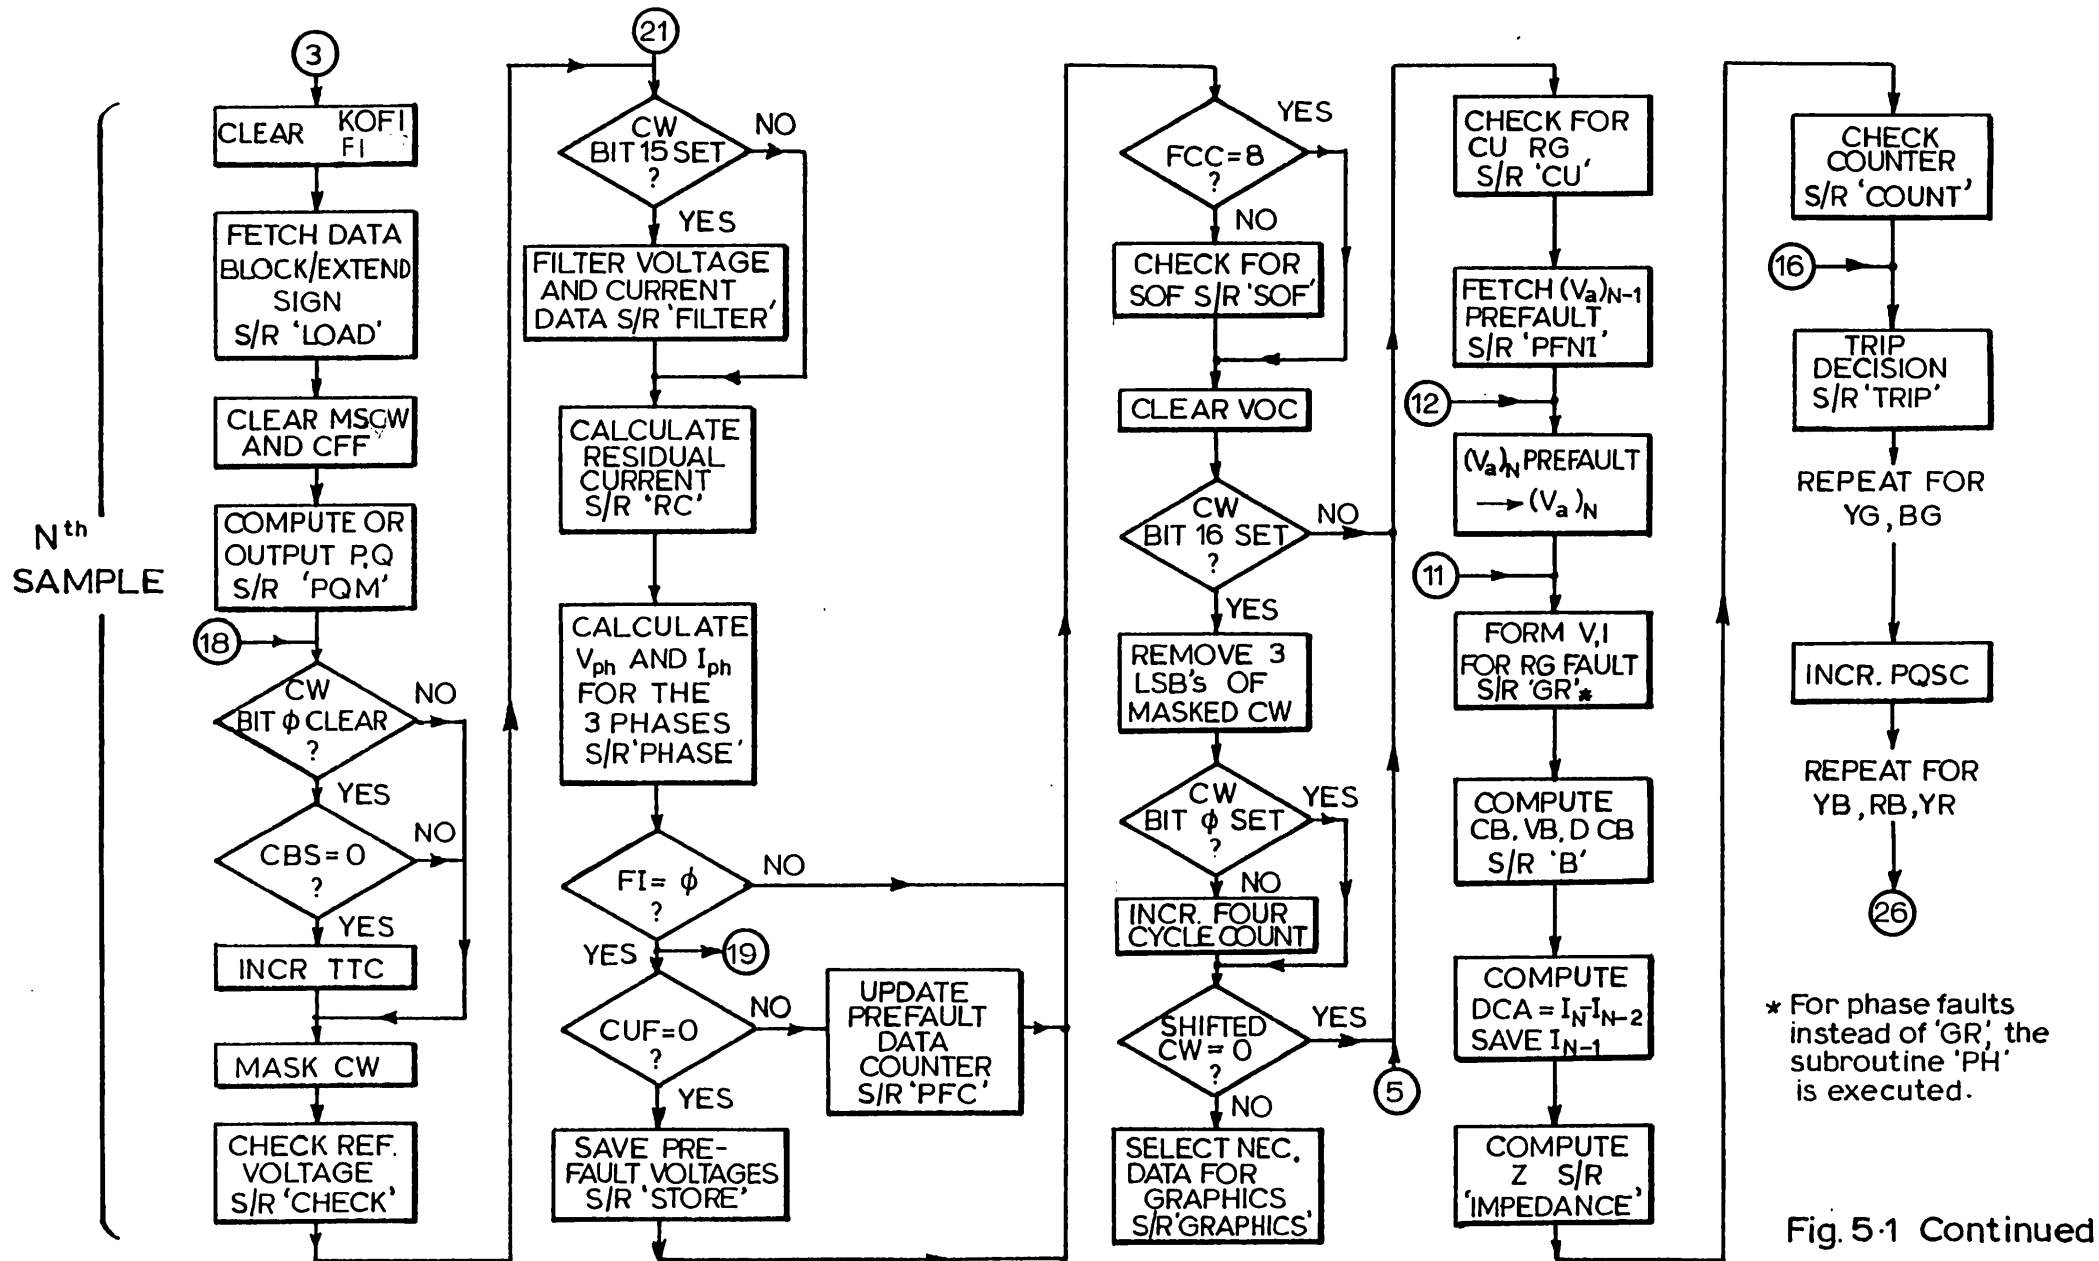 3
CLEAR KOFI
FI
FETCH DATA
BLOCK/EXTEND
SIGN
S/R 'LOAD'
CLEAR MSCW
AND CFF
COMPUTE OR
OUTPUT P,Q
S/R 'PQM'
Nth
SAMPLE
18
CW
BIT ϕ CLEAR
?
NO
YES
CBS=0
?
NO
YES
INCR TTC
MASK CW
CHECK REF.
VOLTAGE
S/R 'CHECK'
21
CW
BIT 15 SET
?
NO
YES
FILTER VOLTAGE
AND CURRENT
DATA S/R 'FILTER'
CALCULATE
RESIDUAL
CURRENT
S/R 'RC'
CALCULATE
Vph AND Iph
FOR THE
3 PHASES
S/R 'PHASE'
FI= ϕ
?
NO
YES
19
CUF=0
?
NO
YES
UPDATE
PREFAULT
DATA
COUNTER
S/R 'PFC'
SAVE PRE-
FAULT VOLTAGES
S/R 'STORE'
FCC=8
?
YES
NO
CHECK FOR
SOF S/R 'SOF'
CLEAR VOC
CW
BIT 16 SET
?
NO
YES
REMOVE 3
LSB's OF
MASKED CW
CW
BIT ϕ SET
?
YES
NO
INCR. FOUR
CYCLE COUNT
SHIFTED
CW=0
?
YES
5
NO
SELECT NEC.
DATA FOR
GRAPHICS
S/R'GRAPHICS'
CHECK FOR
CU RG
S/R 'CU'
FETCH (Va)N-1
PREFAULT,
S/R 'PFNI'
12
(Va)N PREFAULT
→ (Va)N
11
FORM V,I
FOR RG FAULT
S/R 'GR'*
COMPUTE
CB, VB, D CB
S/R 'B'
COMPUTE
DCA = IN-IN-2
SAVE IN-1
COMPUTE
Z S/R
'IMPEDANCE'
CHECK
COUNTER
S/R 'COUNT'
16
TRIP
DECISION
S/R 'TRIP'
REPEAT FOR
YG, BG
INCR. PQSC
REPEAT FOR
YB, RB, YR
26
* For phase faults
instead of 'GR', the
subroutine 'PH'
is executed.
Fig. 5·1 Continued